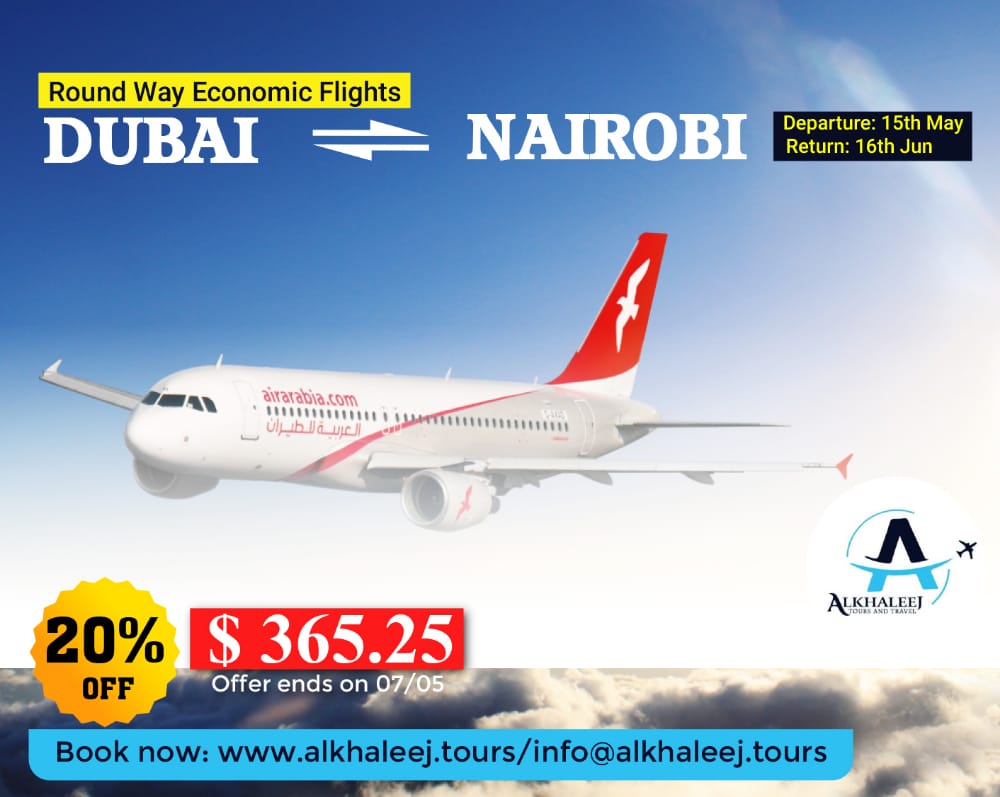 Round Way Economic Flights
DUBAI
NAIROBI
Departure: 15th May
Return: 16th Jun
airarabia.com
العربية للطيران
ALKHALEEJ
TOURS AND TRAVEL
20%
OFF
$ 365.25
Offer ends on 07/05
Book now: www.alkhaleej.tours/info@alkhaleej.tours